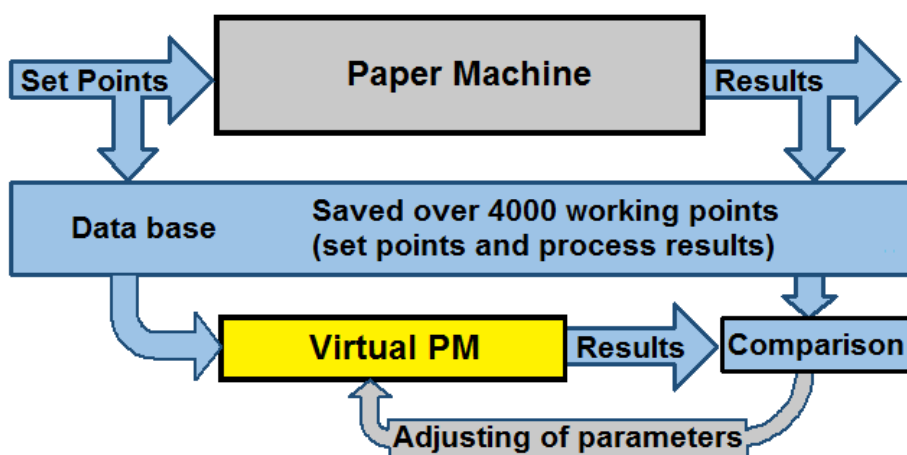 Set Points
Paper Machine
Results
Data base
Saved over 4000 working points
(set points and process results)
Virtual PM
Results
Comparison
Adjusting of parameters